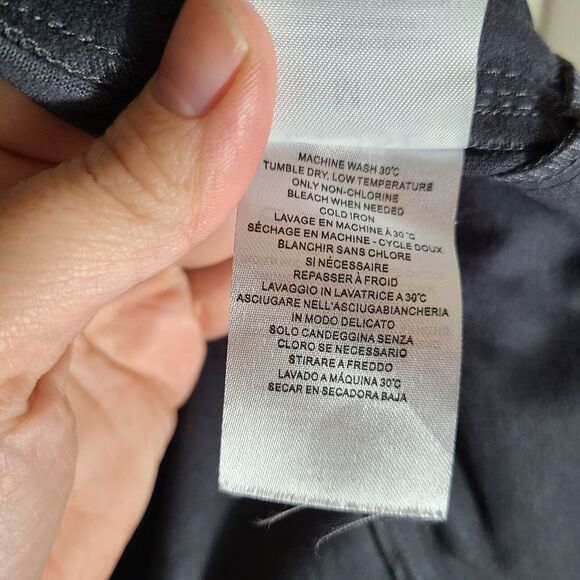 MACHINE WASH 30°C
TUMBLE DRY, LOW TEMPERATURE
ONLY NON-CHLORINE
BLEACH WHEN NEEDED
COLD IRON
LAVAGE EN MACHINE À 30°C
SÉCHAGE EN MACHINE - CYCLE DOUX
BLANCHIR SANS CHLORE
SI NÉCESSAIRE
REPASSER À FROID
LAVAGGIO IN LAVATRICE A 30°C
ASCIUGARE NELL'ASCIUGABIANCHERIA
IN MODO DELICATO
SOLO CANDEGGINA SENZA
CLORO SE NECESSARIO
STIRARE A FREDDO
LAVADO A MÁQUINA 30°C
SECAR EN SECADORA BAJA